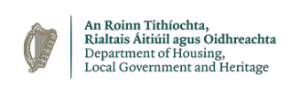 An Roinn Tithíochta,
Rialtais Áitiúil agus Oidhreachta
Department of Housing,
Local Government and Heritage